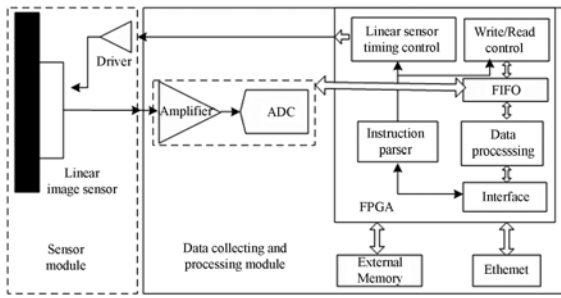 Linear sensor
timing control
Write/Read
control
Driver
FIFO
Amplifier
ADC
Instruction
parser
Data
processsing
Linear
image sensor
Interface
FPGA
Sensor
module
Data collecting and
processing module
External
Memory
Ethemet